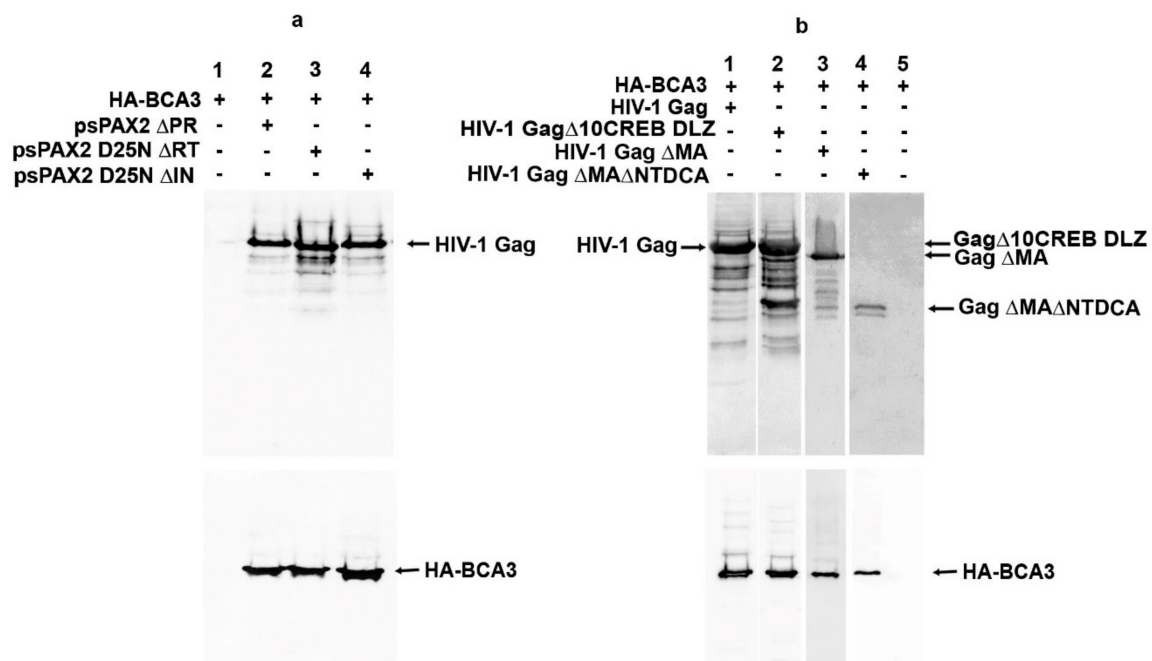 a
1 2 3 4
HA-BCA3 + + + +
psPAX2 ΔPR - + - -
psPAX2 D25N ΔRT - - + -
psPAX2 D25N ΔIN - - - +
HIV-1 Gag
HA-BCA3
b
1 2 3 4 5
HA-BCA3 + + + + +
HIV-1 Gag + - - - -
HIV-1 GagΔ10CREB DLZ - + - - -
HIV-1 Gag ΔMA - - + - -
HIV-1 Gag ΔMAΔNTDCA - - - + -
HIV-1 Gag
GagΔ10CREB DLZ
Gag ΔMA
Gag ΔMAΔNTDCA
HA-BCA3